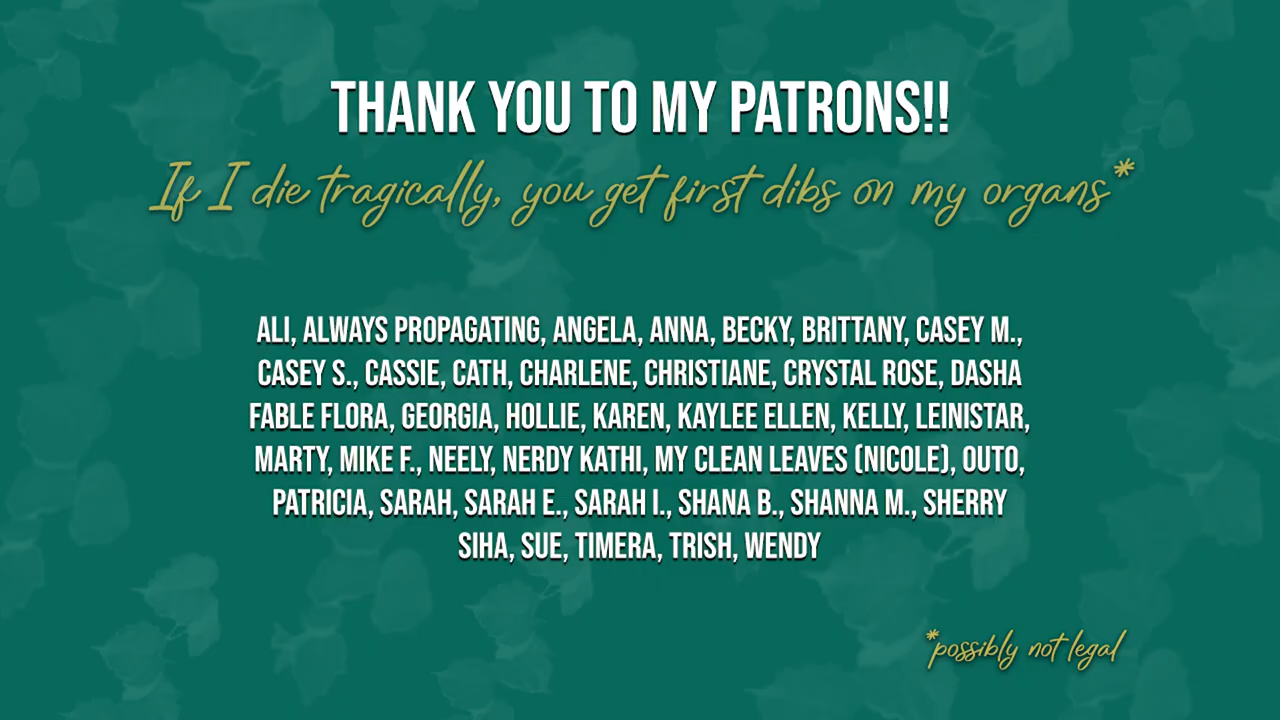 THANK YOU TO MY PATRONS!!
If I die tragically, you get first dibs on my organs*
ALI, ALWAYS PROPAGATING, ANGELA, ANNA, BECKY, BRITTANY, CASEY M.,
CASEY S., CASSIE, CATH, CHARLENE, CHRISTIANE, CRYSTAL ROSE, DASHA
FABLE FLORA, GEORGIA, HOLLIE, KAREN, KAYLEE ELLEN, KELLY, LEINISTAR,
MARTY, MIKE F., NEELY, NERDY KATHI, MY CLEAN LEAVES (NICOLE), OUTO,
PATRICIA, SARAH, SARAH E., SARAH I., SHANA B., SHANNA M., SHERRY
SIHA, SUE, TIMERA, TRISH, WENDY
*possibly not legal